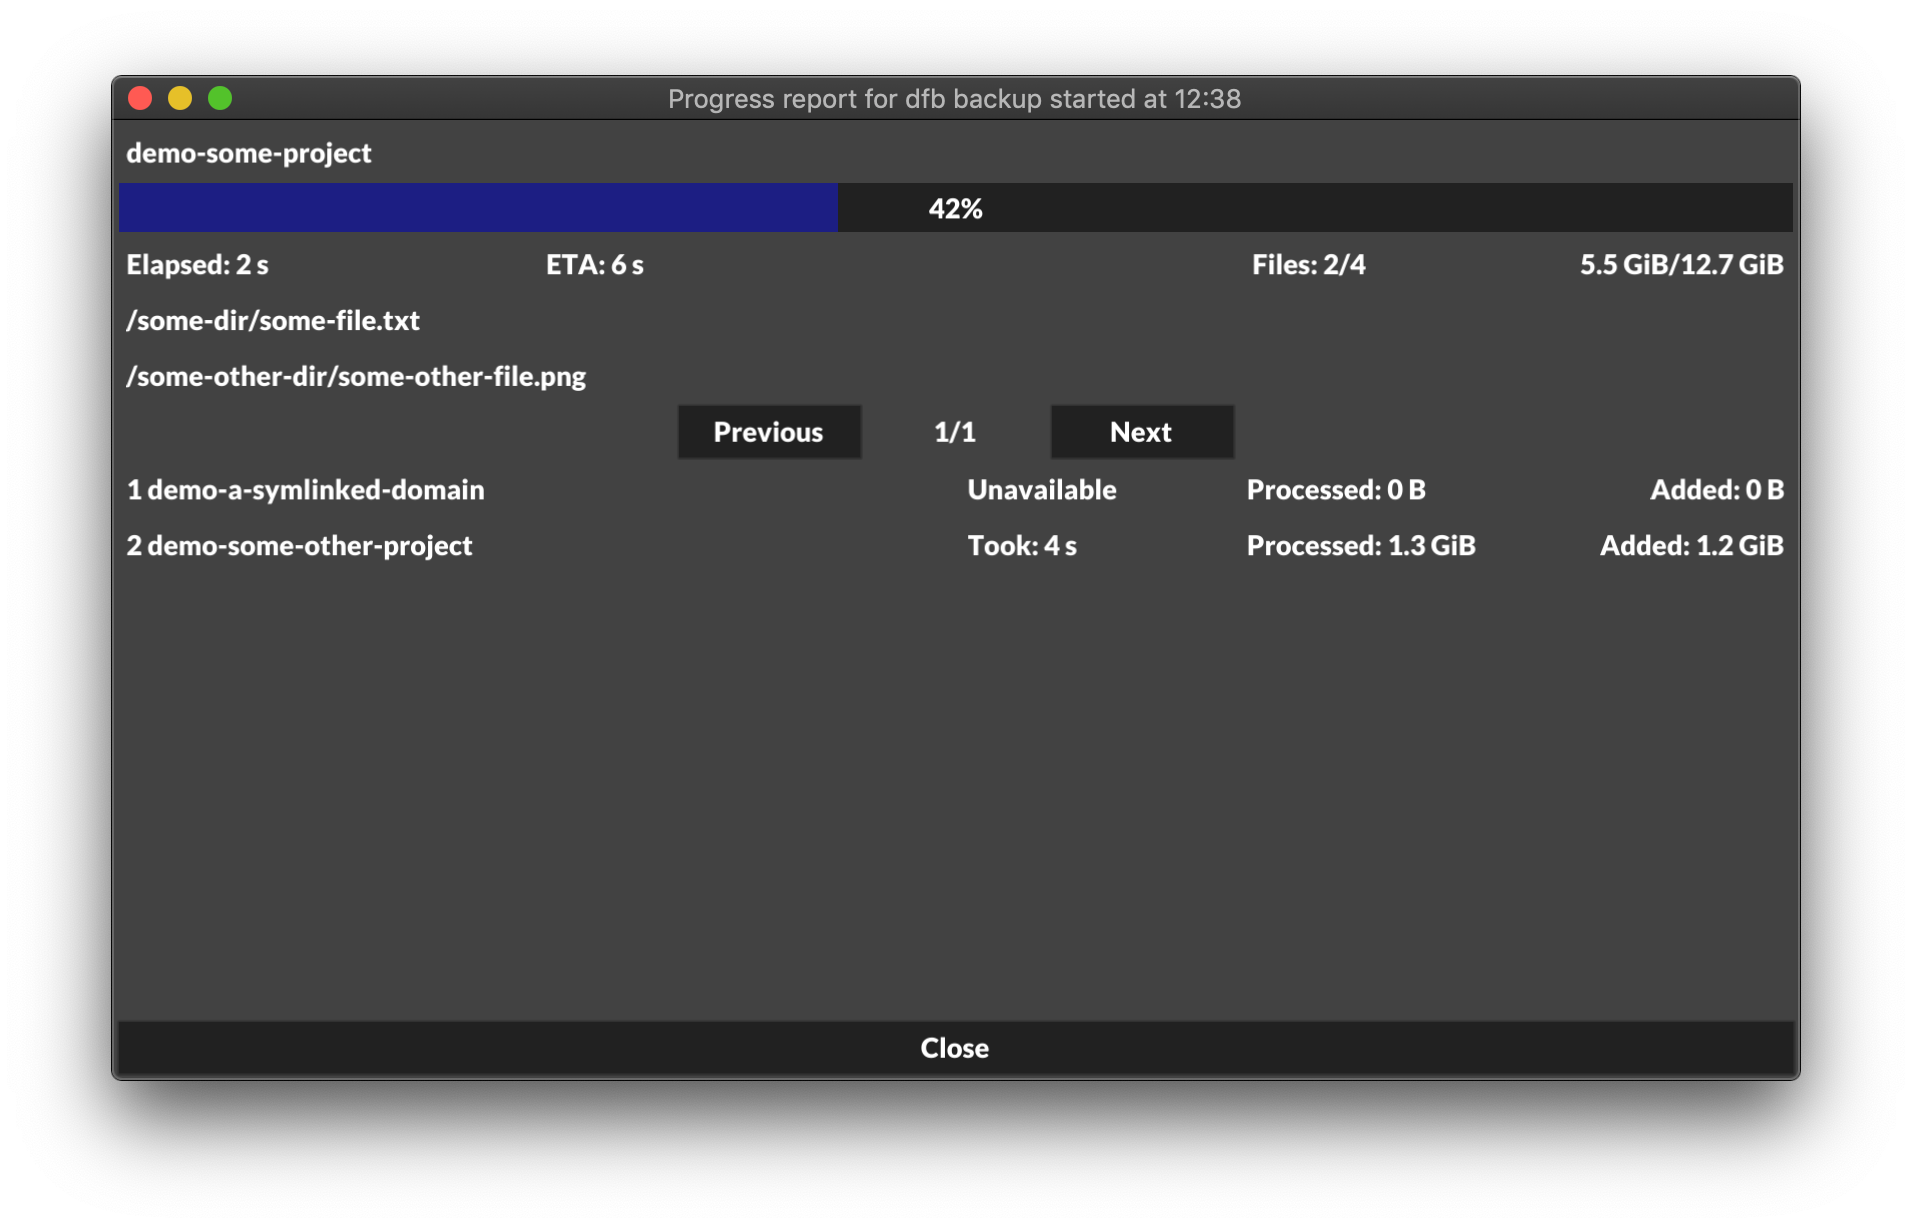 Progress report for dfb backup started at 12:38
demo-some-project
42%
Elapsed: 2 s ETA: 6 s Files: 2/4 5.5 GiB/12.7 GiB
/some-dir/some-file.txt
/some-other-dir/some-other-file.png
Previous 1/1 Next
1 demo-a-symlinked-domain Unavailable Processed: 0 B Added: 0 B
2 demo-some-other-project Took: 4 s Processed: 1.3 GiB Added: 1.2 GiB
Close